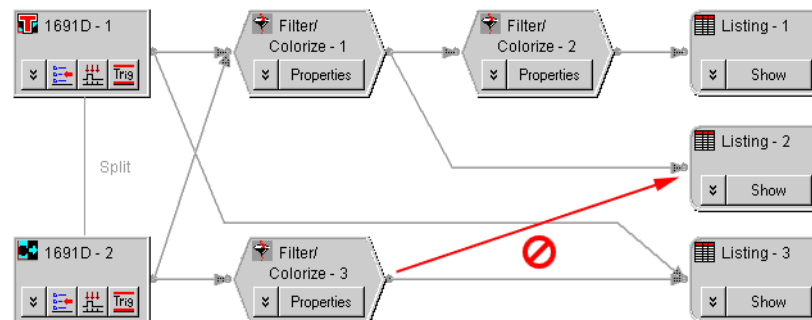 1691D - 1
Trig
Filter/
Colorize - 1
Properties
Filter/
Colorize - 2
Properties
Listing - 1
Show
Split
Listing - 2
Show
1691D - 2
Trig
Filter/
Colorize - 3
Properties
Listing - 3
Show